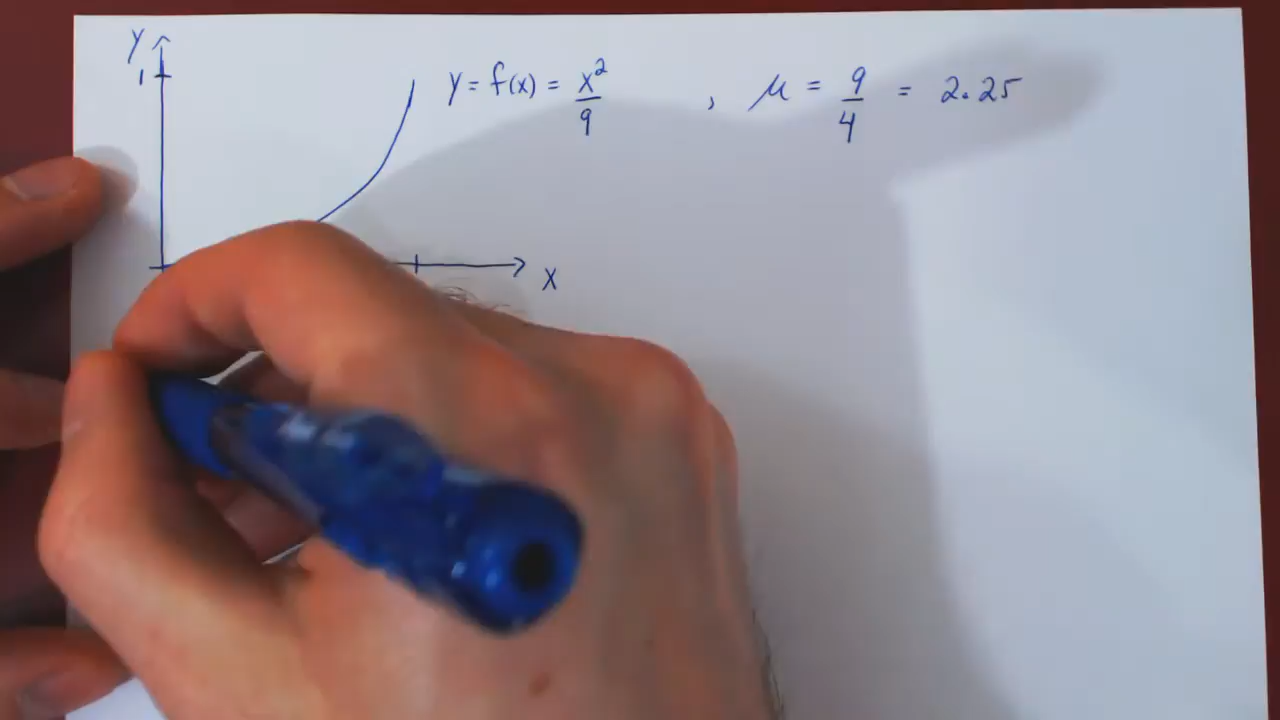 y
1
y = f(x) = x²/9 , μ = 9/4 = 2.25
x